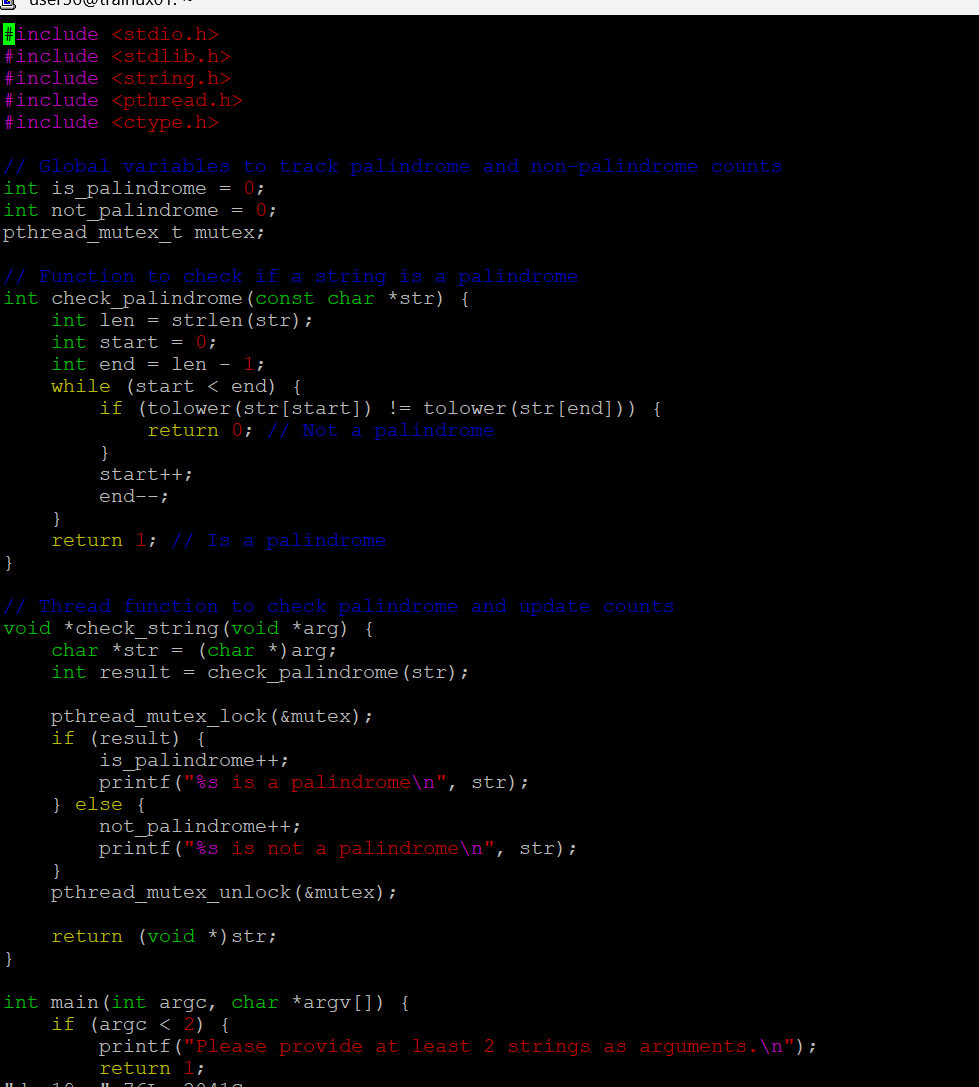 #include <stdio.h>
#include <stdlib.h>
#include <string.h>
#include <pthread.h>
#include <ctype.h>

// Global variables to track palindrome and non-palindrome counts
int is_palindrome = 0;
int not_palindrome = 0;
pthread_mutex_t mutex;

// Function to check if a string is a palindrome
int check_palindrome(const char *str) {
    int len = strlen(str);
    int start = 0;
    int end = len - 1;
    while (start < end) {
        if (tolower(str[start]) != tolower(str[end])) {
            return 0; // Not a palindrome
        }
        start++;
        end--;
    }
    return 1; // Is a palindrome
}

// Thread function to check palindrome and update counts
void *check_string(void *arg) {
    char *str = (char *)arg;
    int result = check_palindrome(str);

    pthread_mutex_lock(&mutex);
    if (result) {
        is_palindrome++;
        printf("%s is a palindrome\n", str);
    } else {
        not_palindrome++;
        printf("%s is not a palindrome\n", str);
    }
    pthread_mutex_unlock(&mutex);

    return (void *)str;
}

int main(int argc, char *argv[]) {
    if (argc < 2) {
        printf("Please provide at least 2 strings as arguments.\n");
        return 1;